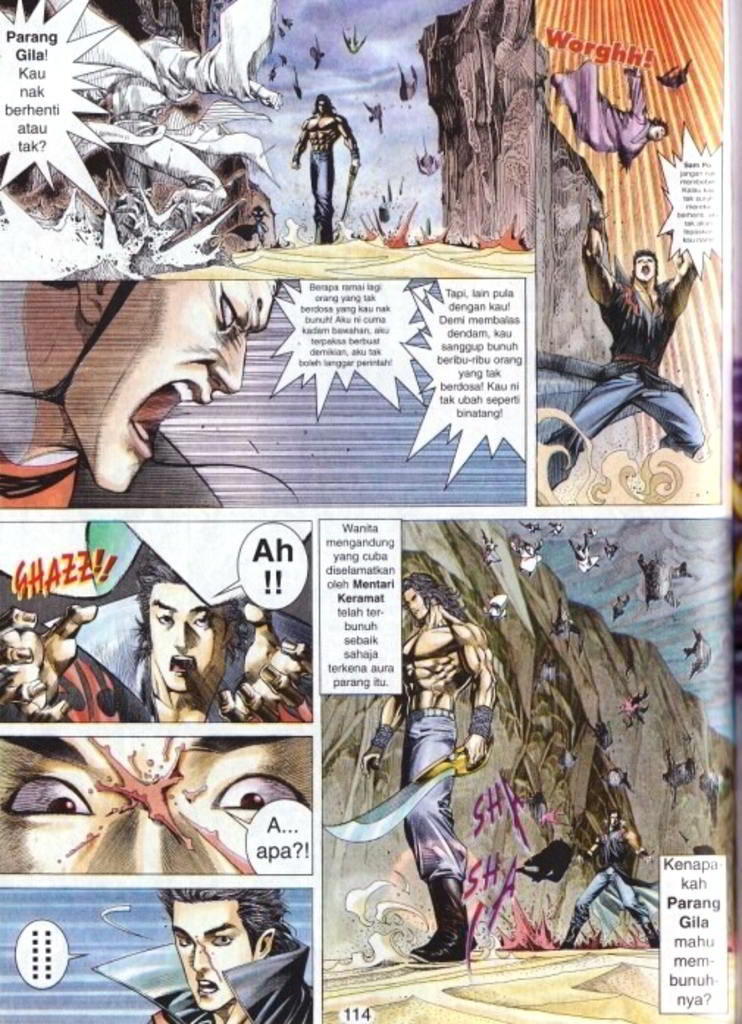 Parang
Gila!
Kau
nak
berhenti
atau
tak?
Worghh!
jangan
Berapa ramai lagi
orang yang tak
berdosa yang kau nak
bunuh! Aku ni cuma
kadam bawahan, aku
terpaksa berbuat
demikian, aku tak
boleh langgar perintah!
Tapi, lain pula
dengan kau!
Demi membalas
dendam, kau
sanggup bunuh
beribu-ribu orang
yang tak
berdosa! Kau ni
tak ubah seperti
binatang!
GHAZZ!!
Ah
!!
Wanita
mengandung
yang cuba
diselamatkan
oleh Mentari
Keramat
telah ter-
bunuh
sebaik
sahaja
terkena aura
parang itu.
A...
apa?!
SHA
SHA
Kenapa-
kah
Parang
Gila
mahu
mem-
bunuh-
nya?
114